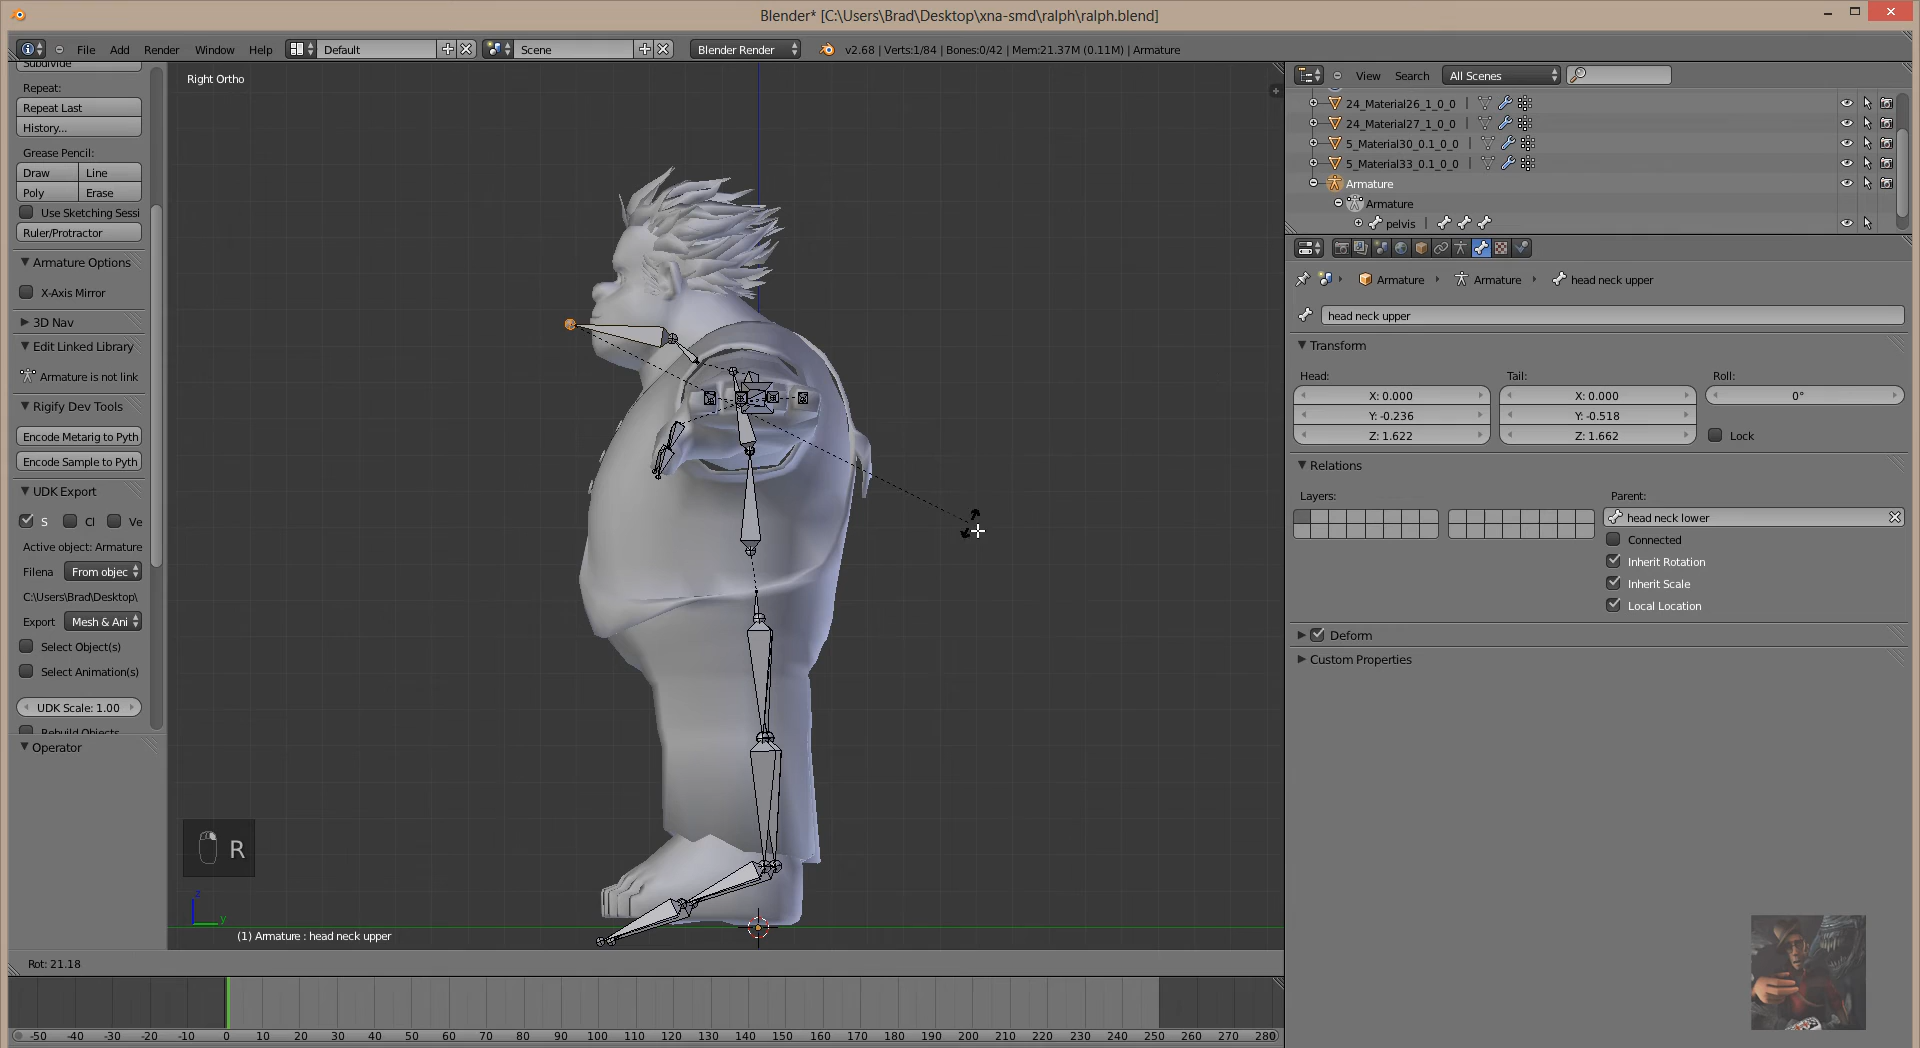 Blender* [C:\Users\Brad\Desktop\xna-smd\ralph\ralph.blend]
File Add Render Window Help Default Scene Blender Render v2.68 | Verts:1/84 | Bones:0/42 | Mem:21.37M (0.11M) | Armature
Subdivide
Repeat:
Repeat Last
History...
Grease Pencil:
Draw Line
Poly Erase
Use Sketching Sessi
Ruler/Protractor
Armature Options
X-Axis Mirror
3D Nav
Edit Linked Library
Armature is not link
Rigify Dev Tools
Encode Metarig to Pyth
Encode Sample to Pyth
UDK Export
S Cl Ve
Active object: Armature
Filena From objec
C:\Users\Brad\Desktop\
Export Mesh & Ani
Select Object(s)
Select Animation(s)
UDK Scale: 1.00
Rebuild Objects
Operator
Right Ortho
R
z
y
(1) Armature : head neck upper
Rot: 21.18
-50 -40 -30 -20 -10 0 10 20 30 40 50 60 70 80 90 100 110 120 130 140 150 160 170 180 190 200 210 220 230 240 250 260 270 280
View Search All Scenes
24_Material26_1_0_0
24_Material27_1_0_0
5_Material30_0.1_0_0
5_Material33_0.1_0_0
Armature
Armature
pelvis
Armature Armature head neck upper
head neck upper
Transform
Head: Tail: Roll:
X: 0.000 X: 0.000 0°
Y: -0.236 Y: -0.518
Z: 1.622 Z: 1.662 Lock
Relations
Layers: Parent:
head neck lower
Connected
Inherit Rotation
Inherit Scale
Local Location
Deform
Custom Properties